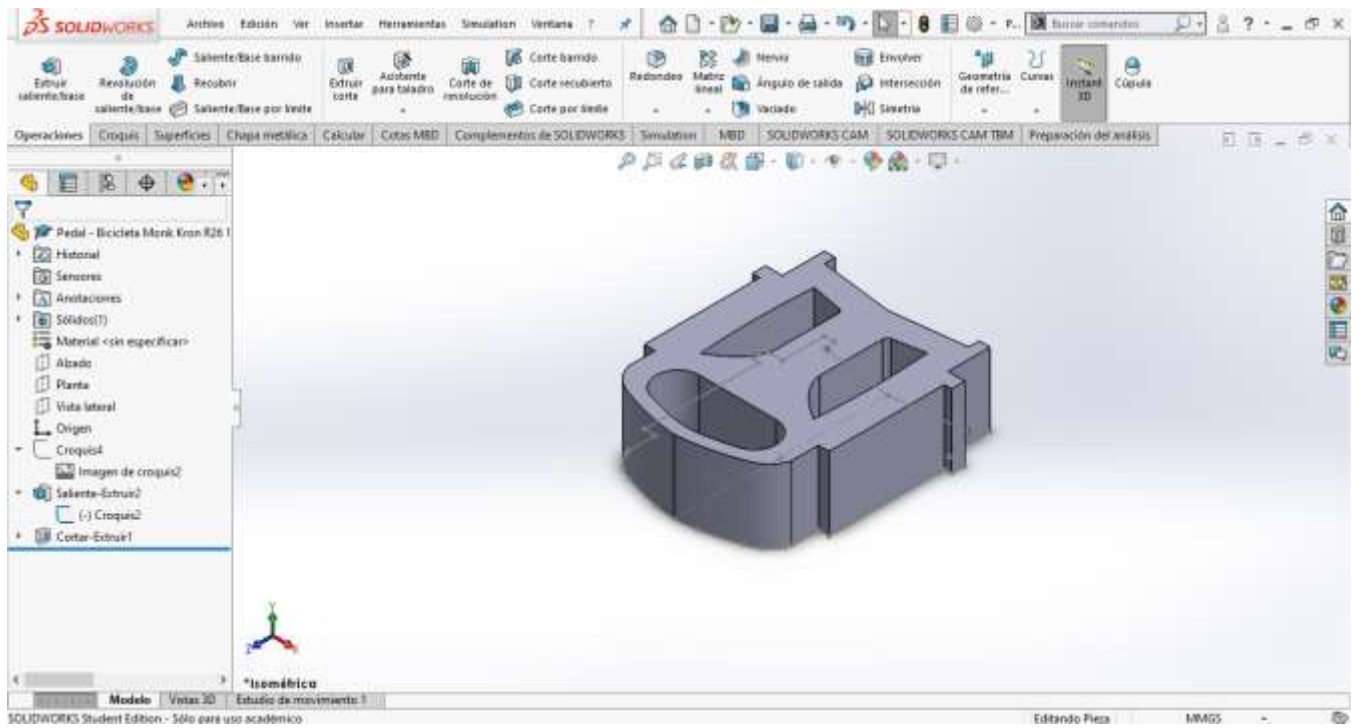 SOLIDWORKS Archivo Edición Ver Insertar Herramientas Simulation Ventana ? P... Buscar comandos ?
Extruir saliente/base
Revolución de saliente/base
Saliente/Base barrido
Recubrir
Saliente/Base por límite
Extruir corte
Asistente para taladro
Corte de revolución
Corte barrido
Corte recubierto
Corte por límite
Redondeo
Matriz lineal
Nervio
Ángulo de salida
Vaciado
Envolver
Intersección
Simetría
Geometría de refer...
Curvas
Instant 3D
Cúpula
Operaciones Croquis Superficies Chapa metálica Calcular Cotas MBD Complementos de SOLIDWORKS Simulation MBD SOLIDWORKS CAM SOLIDWORKS CAM TBM Preparación del análisis
Pedal - Bicicleta Monk Kron R26 1
Historial
Sensores
Anotaciones
Sólidos(1)
Material <sin especificar>
Alzado
Planta
Vista lateral
Origen
Croquis4
Imagen de croquis2
Saliente-Extruir2
(-) Croquis2
Cortar-Extruir1
Y
Z
*Isométrica
Modelo Vistas 3D Estudio de movimiento 1
SOLIDWORKS Student Edition - Sólo para uso académico Editando Pieza MMGS